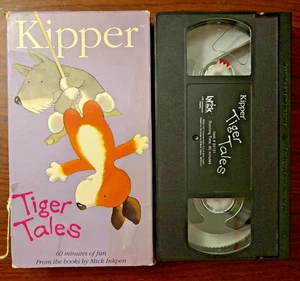 Kipper
Tiger
Tales
60 minutes of fun
From the books by Mick Inkpen
Kipper
Tiger
Tales